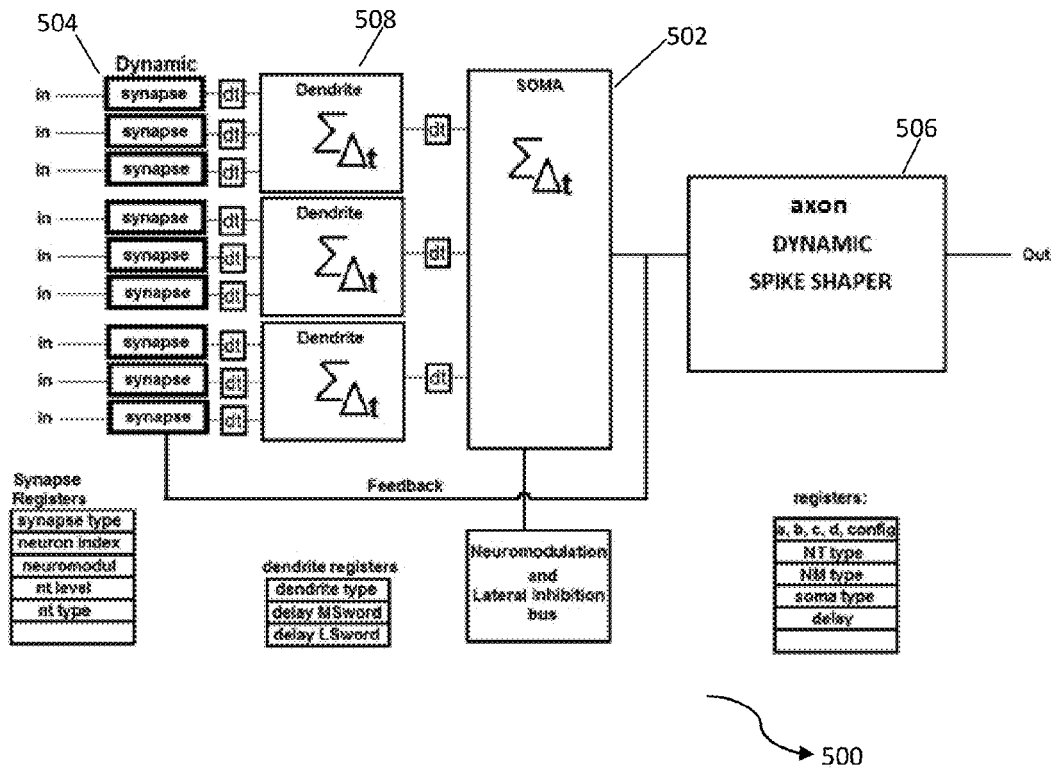 504
508
502
506
Dynamic
in
synapse
dt
in
synapse
dt
in
synapse
dt
in
synapse
dt
in
synapse
dt
in
synapse
dt
in
synapse
dt
in
synapse
dt
in
synapse
dt
Dendrite
Σ Δt
dt
Dendrite
Σ Δt
dt
Dendrite
Σ Δt
dt
SOMA
Σ Δt
axon
DYNAMIC
SPIKE SHAPER
Out
Feedback
Neuromodulation
and
Lateral Inhibition
bus
Synapse
Registers
synapse type
neuron index
neuromodul
nt level
nt type
dendrite registers
dendrite type
delay MSword
delay LSword
registers:
a, b, c, d, config
NT type
NM type
soma type
delay
500